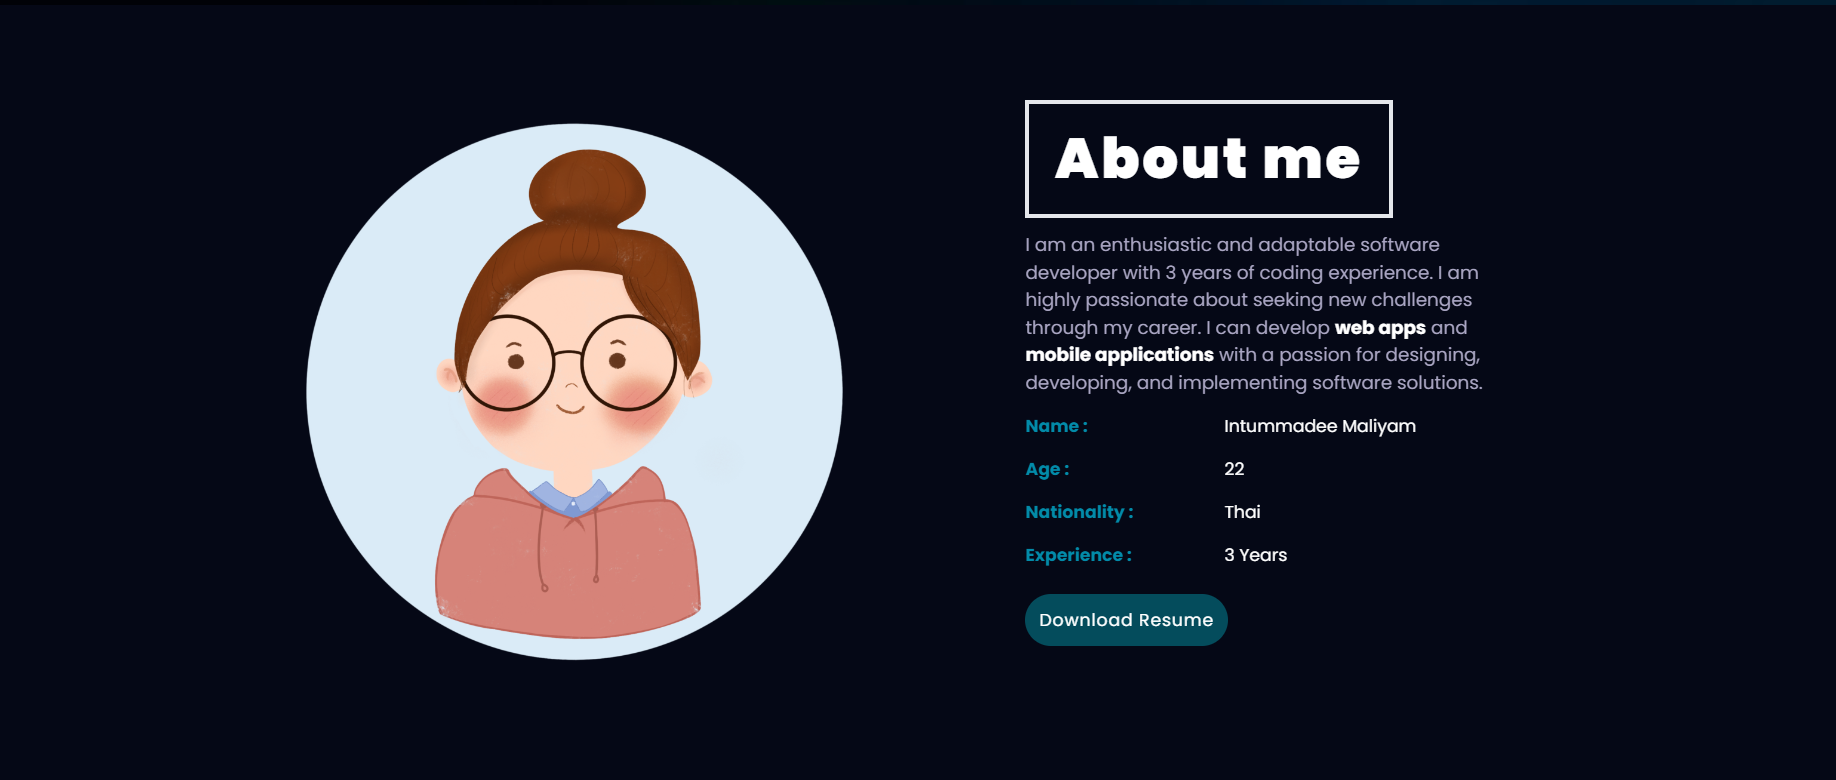 About me
I am an enthusiastic and adaptable software
developer with 3 years of coding experience. I am
highly passionate about seeking new challenges
through my career. I can develop web apps and
mobile applications with a passion for designing,
developing, and implementing software solutions.
Name : Intummadee Maliyam
Age : 22
Nationality : Thai
Experience : 3 Years
Download Resume